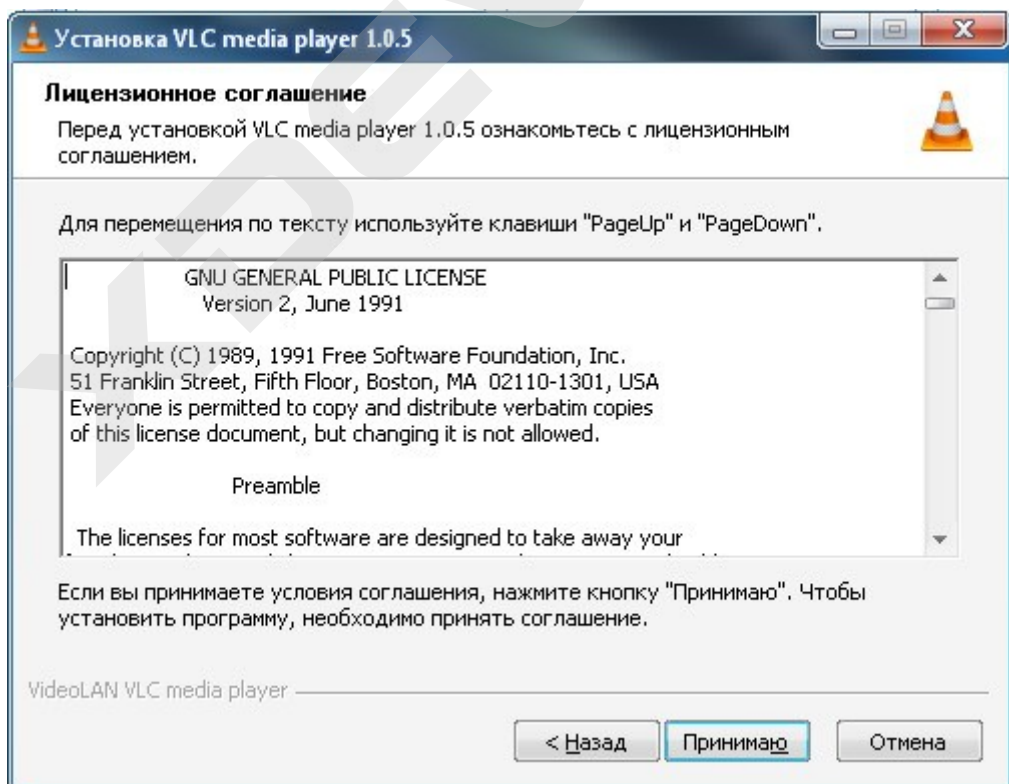 Установка VLC media player 1.0.5
Лицензионное соглашение
Перед установкой VLC media player 1.0.5 ознакомьтесь с лицензионным
соглашением.
Для перемещения по тексту используйте клавиши "PageUp" и "PageDown".
GNU GENERAL PUBLIC LICENSE
Version 2, June 1991
Copyright (C) 1989, 1991 Free Software Foundation, Inc.
51 Franklin Street, Fifth Floor, Boston, MA 02110-1301, USA
Everyone is permitted to copy and distribute verbatim copies
of this license document, but changing it is not allowed.
Preamble
The licenses for most software are designed to take away your
Если вы принимаете условия соглашения, нажмите кнопку "Принимаю". Чтобы
установить программу, необходимо принять соглашение.
VideoLAN VLC media player
< Назад Принимаю Отмена